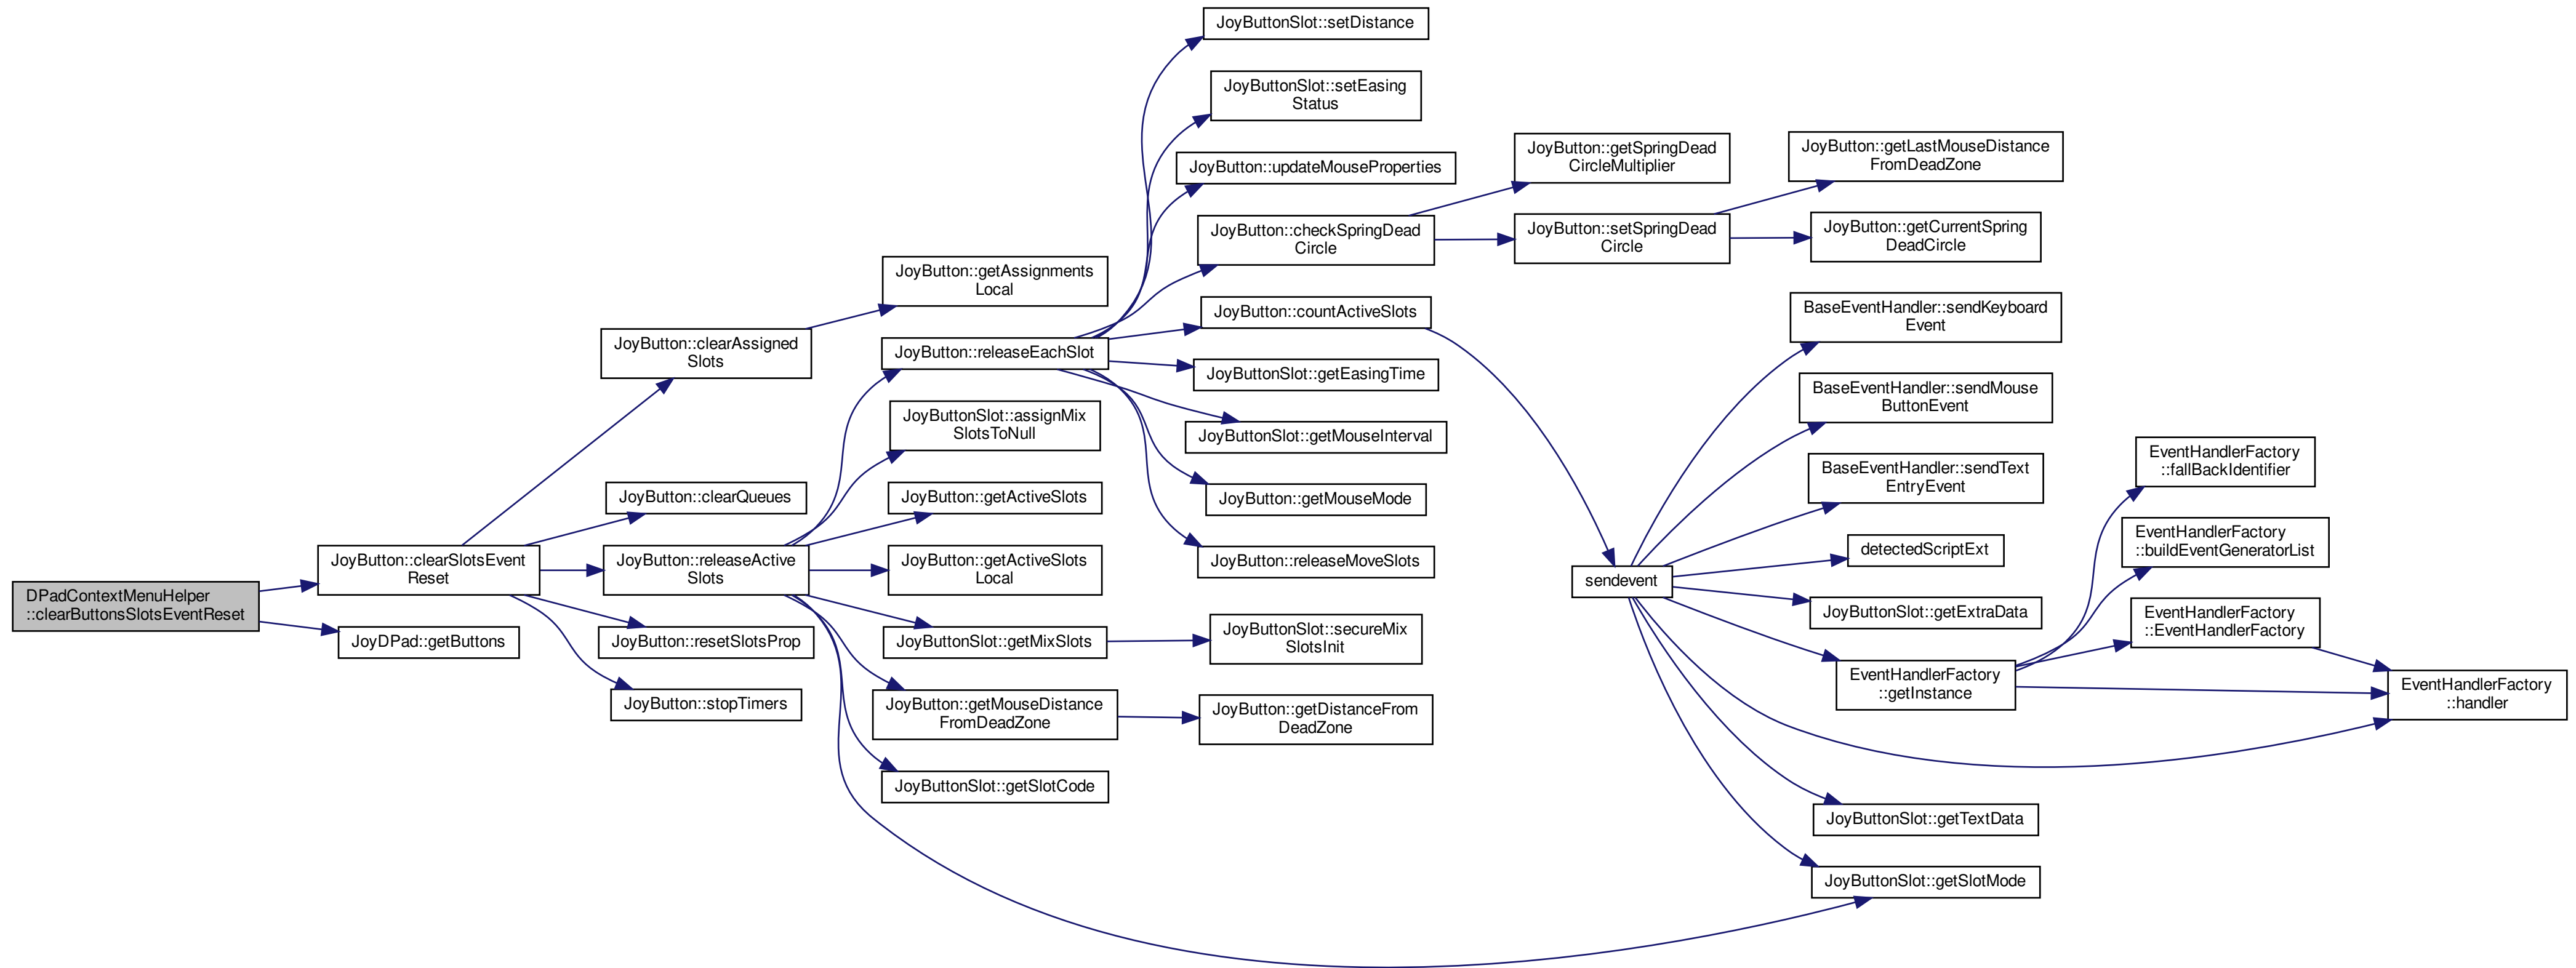 DPadContextMenuHelper
::clearButtonsSlotsEventReset
JoyButton::clearSlotsEvent
Reset
JoyDPad::getButtons
JoyButton::clearAssigned
Slots
JoyButton::clearQueues
JoyButton::releaseActive
Slots
JoyButton::resetSlotsProp
JoyButton::stopTimers
JoyButton::getAssignments
Local
JoyButton::releaseEachSlot
JoyButtonSlot::assignMix
SlotsToNull
JoyButton::getActiveSlots
JoyButton::getActiveSlots
Local
JoyButtonSlot::getMixSlots
JoyButton::getMouseDistance
FromDeadZone
JoyButtonSlot::getSlotCode
JoyButtonSlot::setDistance
JoyButtonSlot::setEasing
Status
JoyButton::updateMouseProperties
JoyButton::checkSpringDead
Circle
JoyButton::countActiveSlots
JoyButtonSlot::getEasingTime
JoyButtonSlot::getMouseInterval
JoyButton::getMouseMode
JoyButton::releaseMoveSlots
JoyButtonSlot::secureMix
SlotsInit
JoyButton::getDistanceFrom
DeadZone
JoyButton::getSpringDead
CircleMultiplier
JoyButton::setSpringDead
Circle
sendevent
JoyButton::getLastMouseDistance
FromDeadZone
JoyButton::getCurrentSpring
DeadCircle
BaseEventHandler::sendKeyboard
Event
BaseEventHandler::sendMouse
ButtonEvent
BaseEventHandler::sendText
EntryEvent
detectedScriptExt
JoyButtonSlot::getExtraData
EventHandlerFactory
::getInstance
JoyButtonSlot::getTextData
JoyButtonSlot::getSlotMode
EventHandlerFactory
::fallBackIdentifier
EventHandlerFactory
::buildEventGeneratorList
EventHandlerFactory
::EventHandlerFactory
EventHandlerFactory
::handler